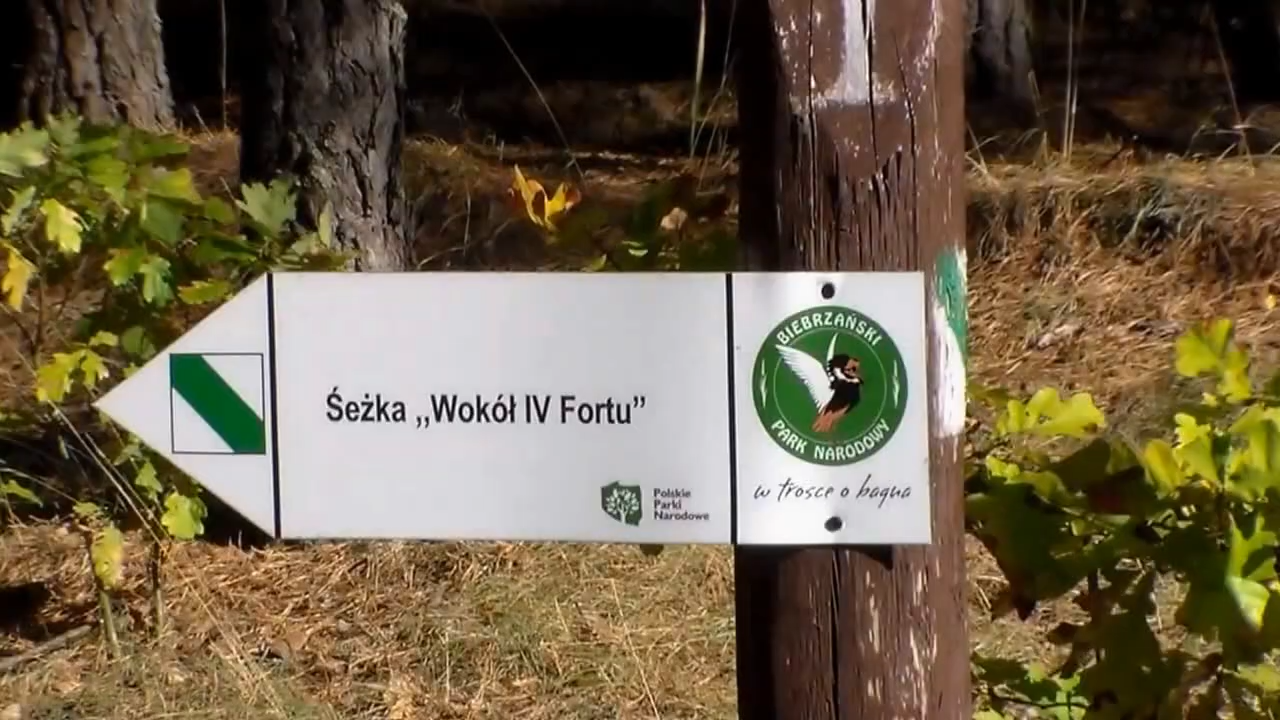 Śeżka „Wokół IV Fortu”
Polskie
Parki
Narodowe
BIEBRZAŃSKI
PARK NARODOWY
w trosce o bagna